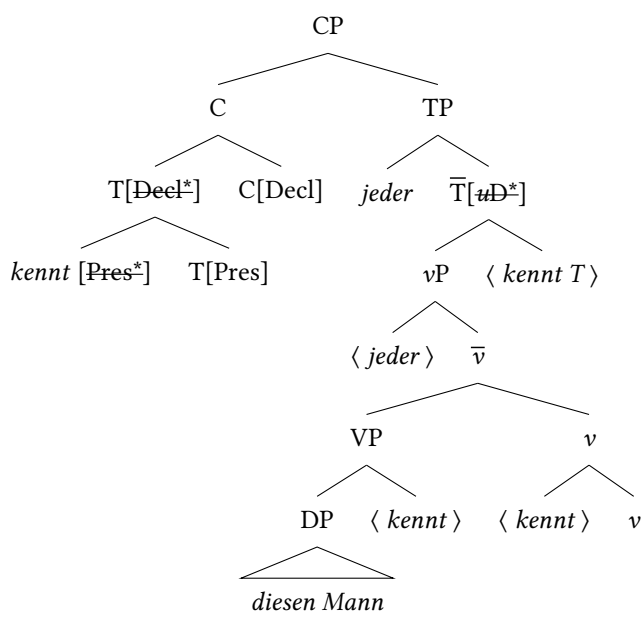 CP
C TP
T[Decl*] C[Decl] jeder T̅[uD*]
kennt [Pres*] T[Pres] vP ⟨ kennt T ⟩
⟨ jeder ⟩ v̅
VP v
DP ⟨ kennt ⟩ ⟨ kennt ⟩ v
diesen Mann